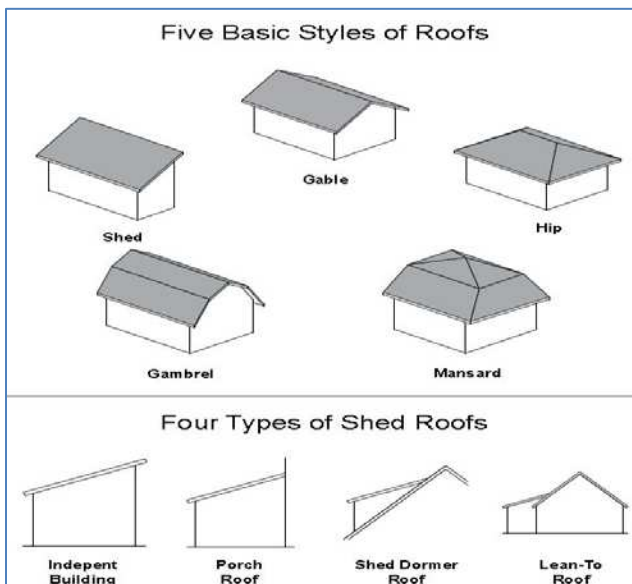 Five Basic Styles of Roofs
Gable
Shed
Hip
Gambrel
Mansard
Four Types of Shed Roofs
Indepent
Building
Porch
Roof
Shed Dormer
Roof
Lean-To
Roof